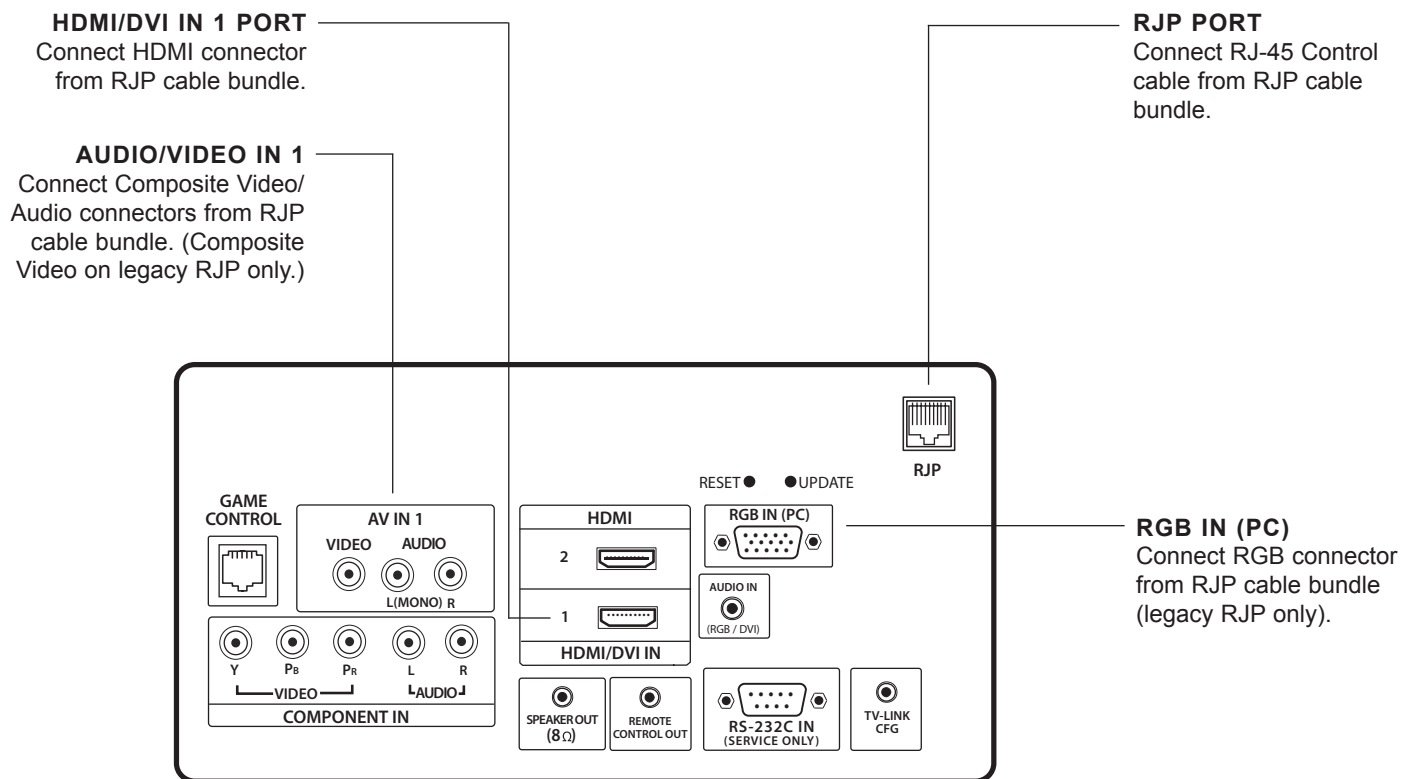 HDMI/DVI IN 1 PORT
Connect HDMI connector
from RJP cable bundle.
AUDIO/VIDEO IN 1
Connect Composite Video/
Audio connectors from RJP
cable bundle. (Composite
Video on legacy RJP only.)
RJP PORT
Connect RJ-45 Control
cable from RJP cable
bundle.
RJP
RESET UPDATE
GAME
CONTROL
AV IN 1
VIDEO AUDIO
L(MONO) R
HDMI
2
1
HDMI/DVI IN
RGB IN (PC)
AUDIO IN
(RGB / DVI)
RGB IN (PC)
Connect RGB connector
from RJP cable bundle
(legacy RJP only).
Y PB PR L R
VIDEO AUDIO
COMPONENT IN
SPEAKER OUT
(8Ω)
REMOTE
CONTROL OUT
RS-232C IN
(SERVICE ONLY)
TV-LINK
CFG